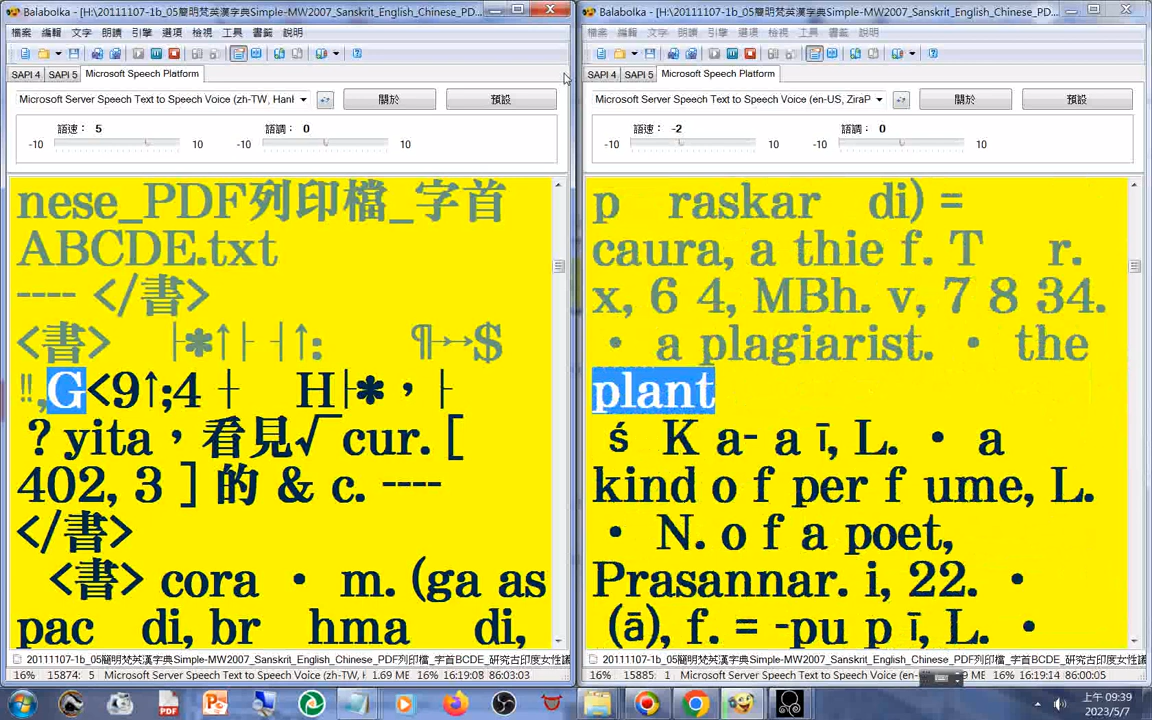 Balabolka - [H:\20111107-1b_05簡明梵英漢字典Simple-MW2007_Sanskrit_English_Chinese_PD...
檔案 編輯 文字 朗讀 引擎 選項 檢視 工具 書籤 說明
SAPI 4 SAPI 5 Microsoft Speech Platform
Microsoft Server Speech Text to Speech Voice (zh-TW, HanH
關於 預設
語速: 5 語調: 0
-10 10 -10 10
nese_PDF列印檔_字首
ABCDE.txt
---- </書>
<書> ├*↑├ ┤↑: ¶↦$
‼,G<9↑;4 ┼ H├*，├
？yita，看見√cur. [
402, 3 ] 的 & c. ----
</書>
<書> cora • m. (ga as
pac di, br hma di,
20111107-1b_05簡明梵英漢字典Simple-MW2007_Sanskrit_English_Chinese_PDF列印檔_字首BCDE_研究古印度女性議
16% 15874: 5 Microsoft Server Speech Text to Speech Voice (zh-TW, H 1.69 MB 16% 16:19:08 86:03:03
Balabolka - [H:\20111107-1b_05簡明梵英漢字典Simple-MW2007_Sanskrit_English_Chinese_PD...
檔案 編輯 文字 朗讀 引擎 選項 檢視 工具 書籤 說明
SAPI 4 SAPI 5 Microsoft Speech Platform
Microsoft Server Speech Text to Speech Voice (en-US, ZiraP
關於 預設
語速: -2 語調: 0
-10 10 -10 10
p raskar di) =
caura, a thie f. T r.
x, 6 4, MBh. v, 7 8 34.
• a plagiarist. • the
plant
ś K a- a ī, L. • a
kind o f per f ume, L.
• N. o f a poet,
Prasannar. i, 22. •
(ā), f. = -pu p ī, L. •
20111107-1b_05簡明梵英漢字典Simple-MW2007_Sanskrit_English_Chinese_PDF列印檔_字首BCDE_研究古印度女性議
16% 15885: 1 Microsoft Server Speech Text to Speech Voice 16% 16:19:14 86:00:05
PDF
上午 09:39
2023/5/7